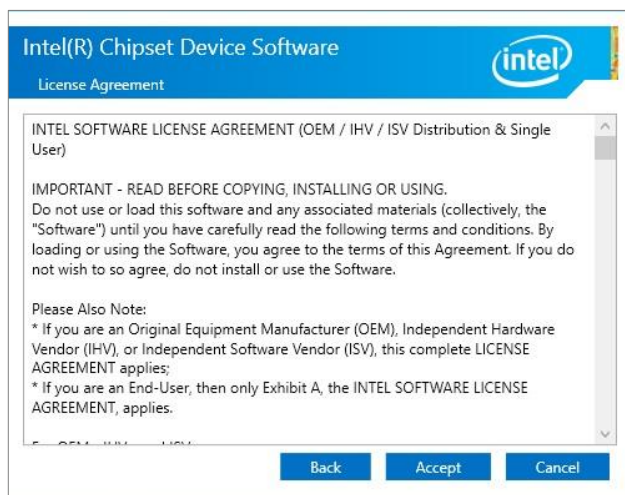 Intel(R) Chipset Device Software
intel
License Agreement
INTEL SOFTWARE LICENSE AGREEMENT (OEM / IHV / ISV Distribution & Single
User)
IMPORTANT - READ BEFORE COPYING, INSTALLING OR USING.
Do not use or load this software and any associated materials (collectively, the
"Software") until you have carefully read the following terms and conditions. By
loading or using the Software, you agree to the terms of this Agreement. If you do
not wish to so agree, do not install or use the Software.
Please Also Note:
* If you are an Original Equipment Manufacturer (OEM), Independent Hardware
Vendor (IHV), or Independent Software Vendor (ISV), this complete LICENSE
AGREEMENT applies;
* If you are an End-User, then only Exhibit A, the INTEL SOFTWARE LICENSE
AGREEMENT, applies.
Back Accept Cancel